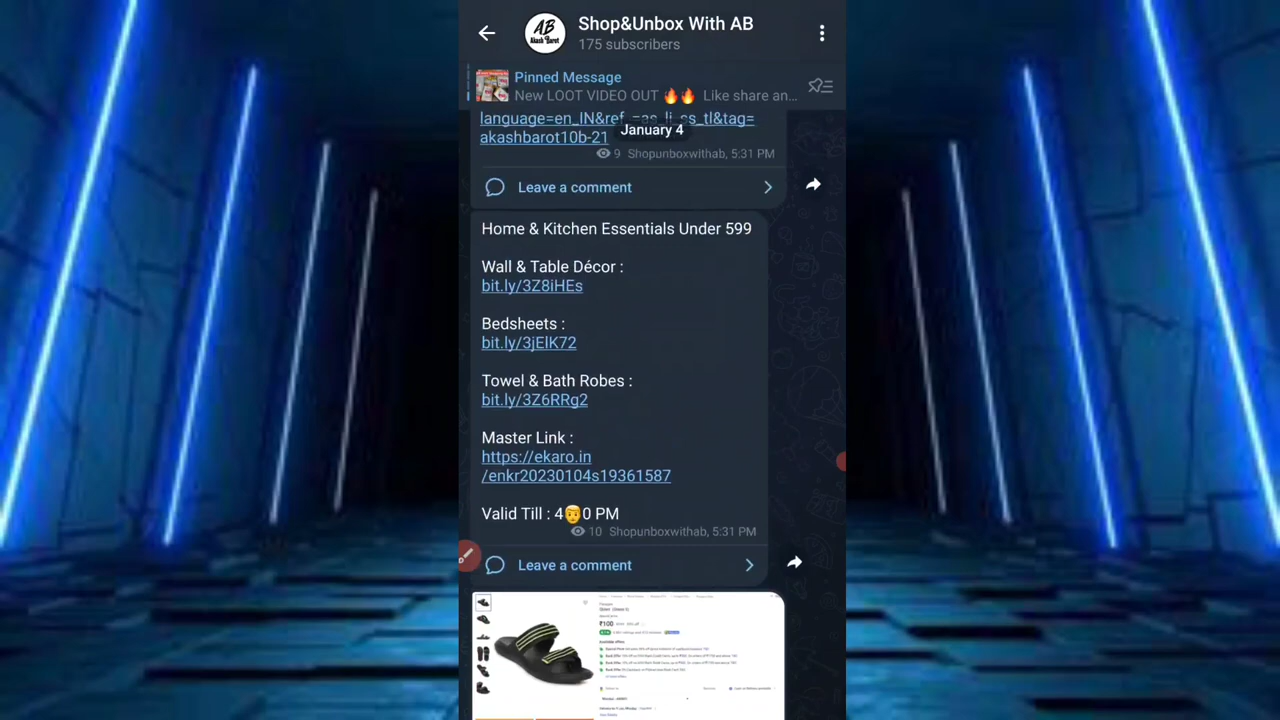 Shop&Unbox With AB
AB
Akash Barot
175 subscribers
Pinned Message
New LOOT VIDEO OUT 🔥🔥 Like share an...
language=en_IN&ref_=as_li_ss_tl&tag=
January 4
akashbarot10b-21
9 Shopunboxwithab, 5:31 PM
Leave a comment
Home & Kitchen Essentials Under 599
Wall & Table Décor :
bit.ly/3Z8iHEs
Bedsheets :
bit.ly/3jElK72
Towel & Bath Robes :
bit.ly/3Z6RRg2
Master Link :
https://ekaro.in
/enkr20230104s19361587
Valid Till : 4👨0 PM
10 Shopunboxwithab, 5:31 PM
Leave a comment
₹100